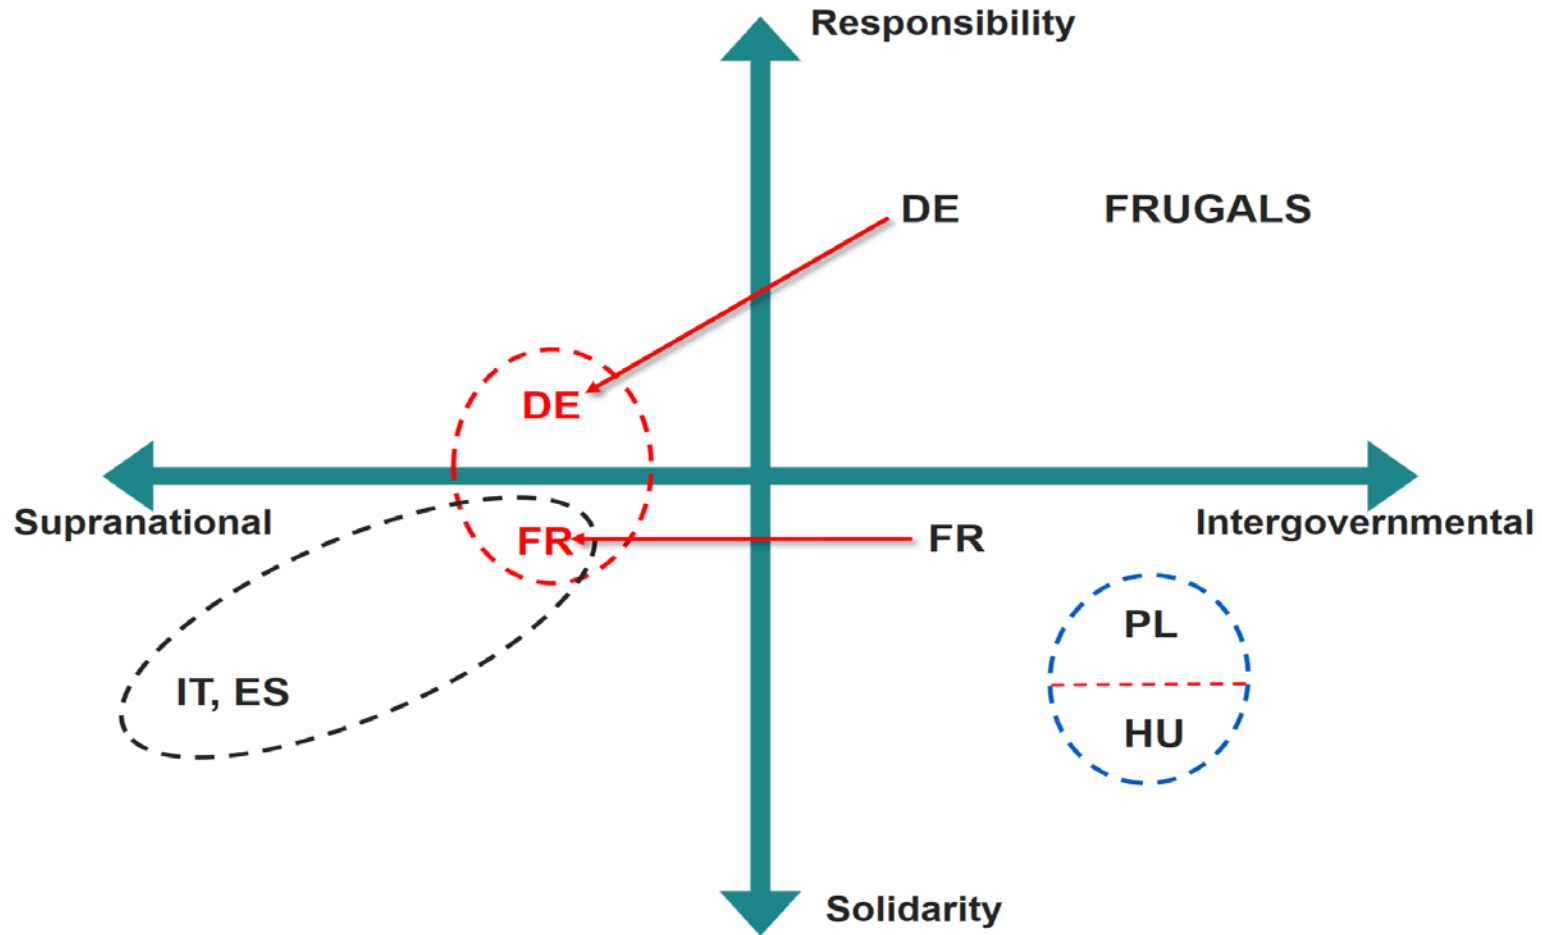 Responsibility
DE FRUGALS
DE
Supranational Intergovernmental
FR FR
PL
IT, ES
HU
Solidarity